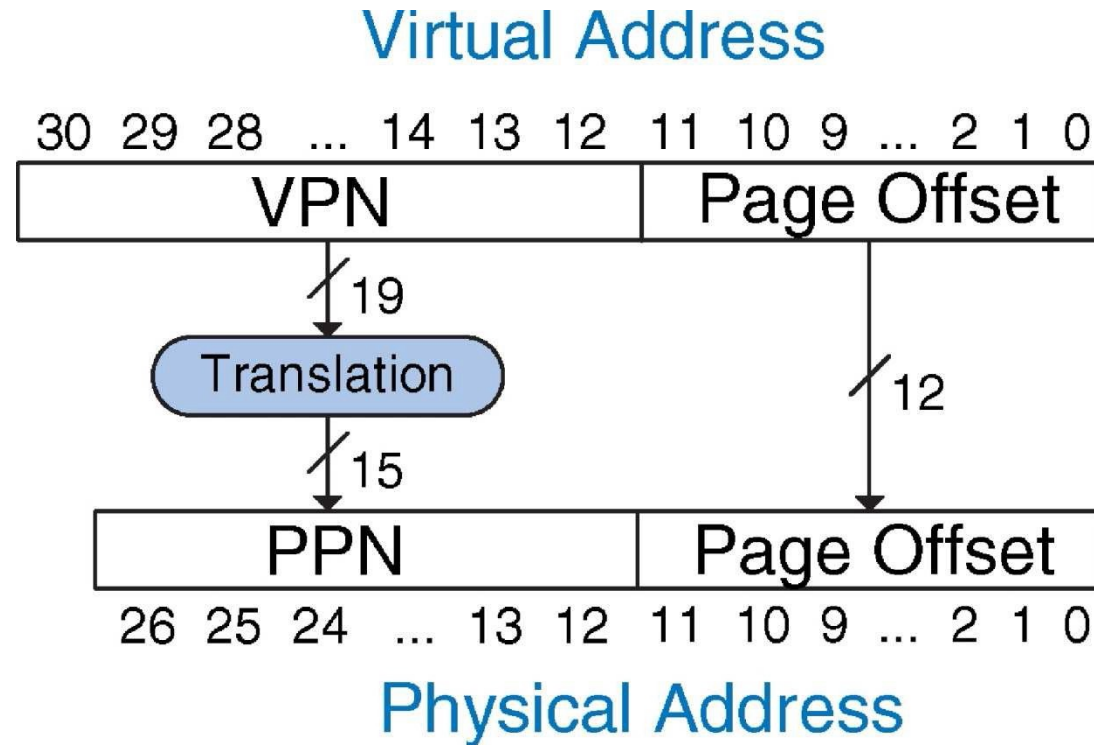 Virtual Address
30 29 28 ... 14 13 12 11 10 9 ... 2 1 0
VPN Page Offset
19
Translation
12
15
PPN Page Offset
26 25 24 ... 13 12 11 10 9 ... 2 1 0
Physical Address